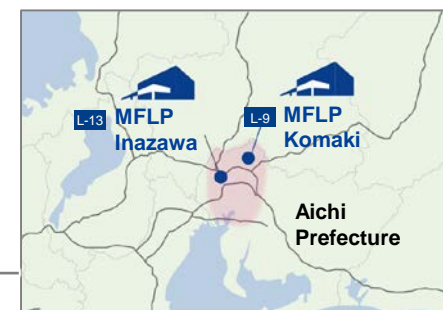 L-13 MFLP
Inazawa
L-9 MFLP
Komaki
Aichi
Prefecture